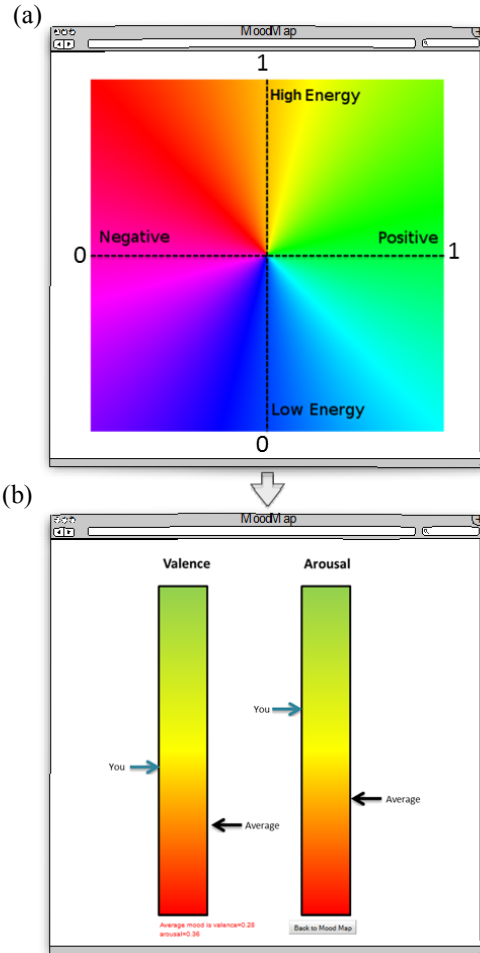 (a)
MoodMap
1
High Energy
Negative
Positive
0
1
Low Energy
0
(b)
MoodMap
Valence
Arousal
You
You
Average
Average
Average mood is valence=0.28
arousal=0.36
Back to Mood Map